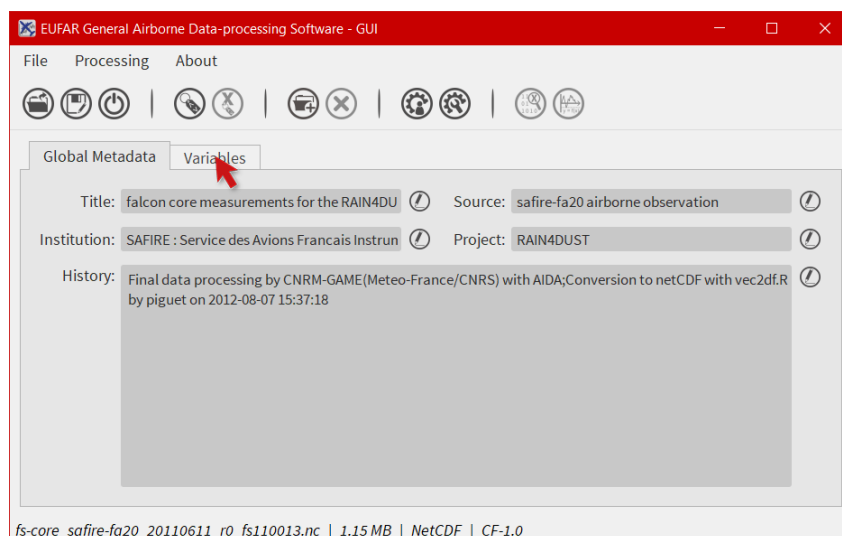 EUFAR General Airborne Data-processing Software - GUI
File Processing About
Global Metadata Variables
Title: falcon core measurements for the RAIN4DU Source: safire-fa20 airborne observation
Institution: SAFIRE : Service des Avions Francais Instrun Project: RAIN4DUST
History: Final data processing by CNRM-GAME(Meteo-France/CNRS) with AIDA;Conversion to netCDF with vec2df.R
by piguet on 2012-08-07 15:37:18
fs-core_safire-fa20_20110611_r0_fs110013.nc | 1.15 MB | NetCDF | CF-1.0